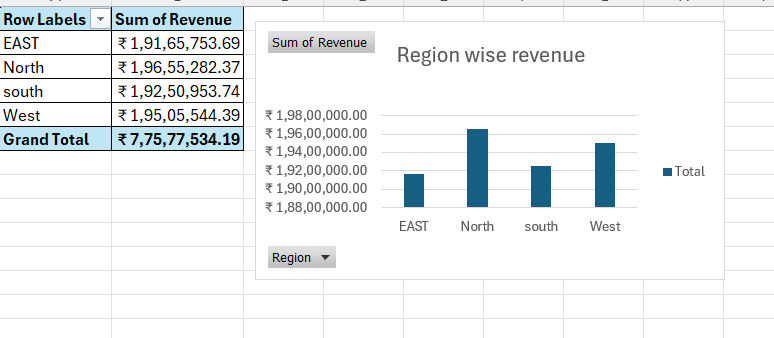 Row Labels Sum of Revenue
EAST ₹ 1,91,65,753.69
North ₹ 1,96,55,282.37
south ₹ 1,92,50,953.74
West ₹ 1,95,05,544.39
Grand Total ₹ 7,75,77,534.19
Sum of Revenue
Region wise revenue
₹ 1,98,00,000.00
₹ 1,96,00,000.00
₹ 1,94,00,000.00
₹ 1,92,00,000.00
₹ 1,90,00,000.00
₹ 1,88,00,000.00
EAST North south West
Total
Region